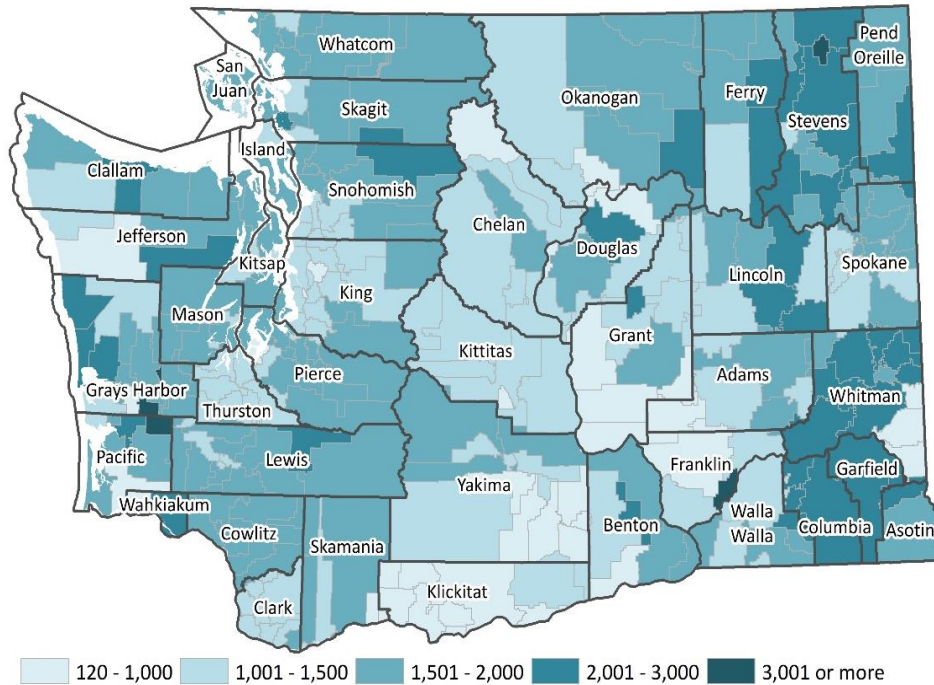 Whatcom
Pend
Oreille
San
Juan
Okanogan
Ferry
Skagit
Stevens
Island
Clallam
Snohomish
Chelan
Jefferson
Douglas
Kitsap
Lincoln
Spokane
King
Mason
Grant
Kittitas
Pierce
Adams
Grays Harbor
Whitman
Thurston
Pacific
Lewis
Franklin
Garfield
Yakima
Wahkiakum
Walla
Walla
Benton
Columbia
Asotin
Cowlitz
Skamania
Klickitat
Clark
120 - 1,000 1,001 - 1,500 1,501 - 2,000 2,001 - 3,000 3,001 or more